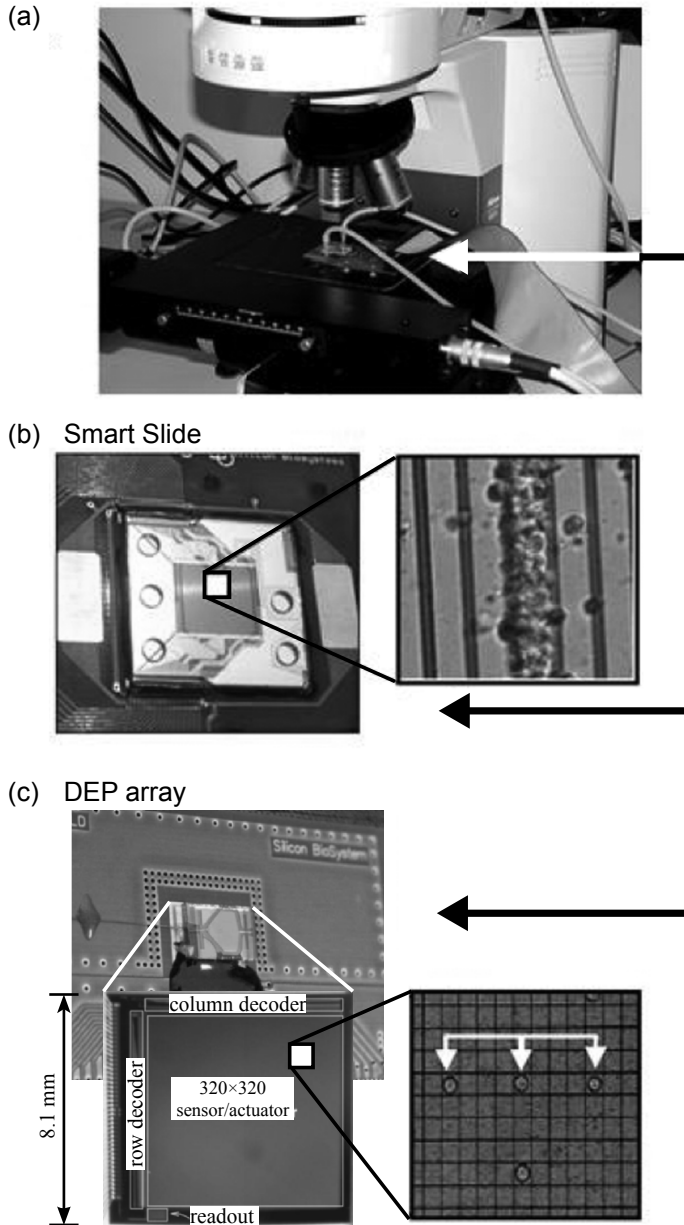 (a)
(b) Smart Slide
(c) DEP array
Silicon BioSystem
column decoder
row decoder
320×320
sensor/actuator
8.1 mm
readout